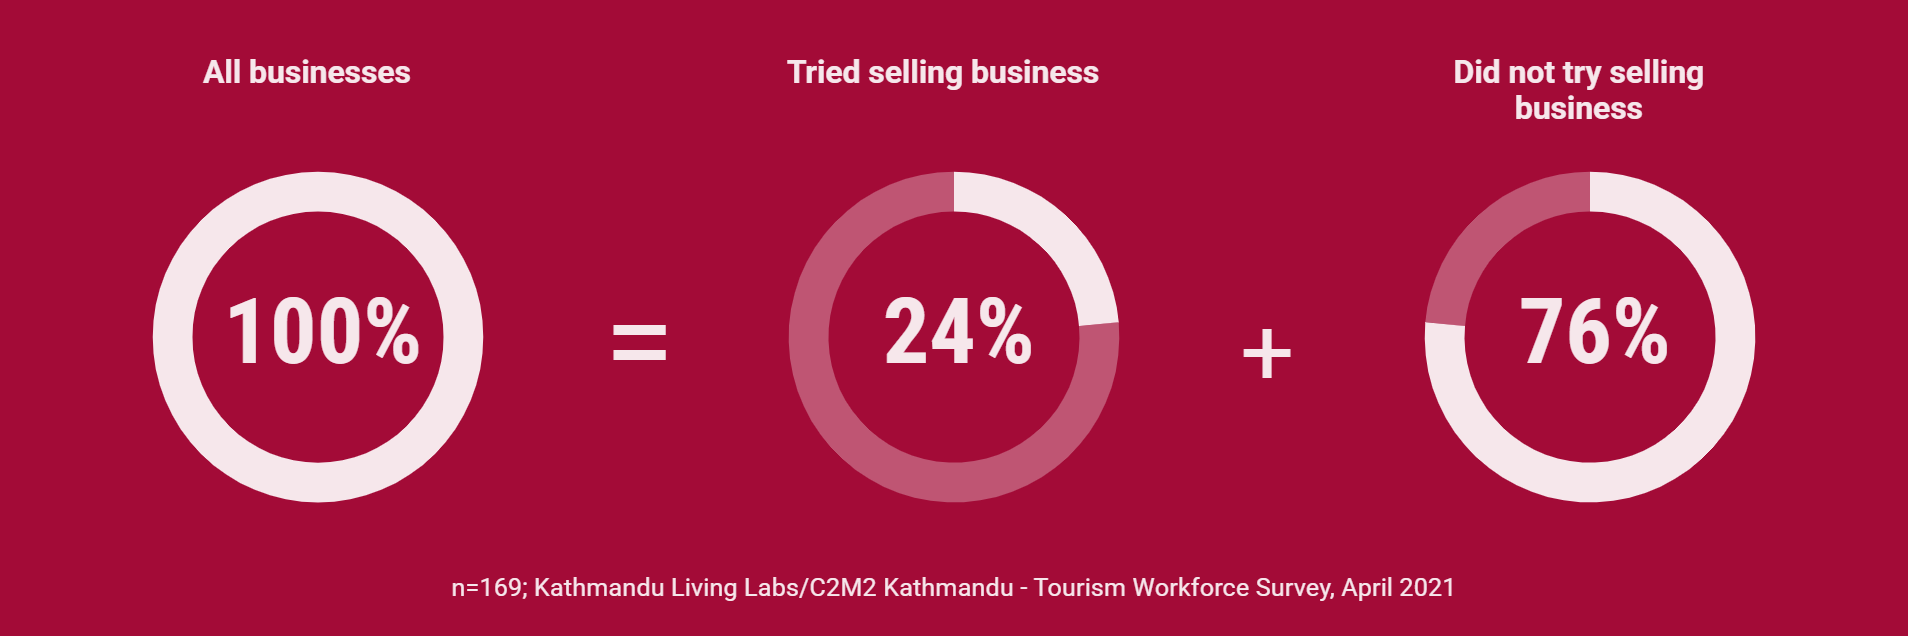 All businesses
Tried selling business
Did not try selling
business
100%
=
24%
+
76%
n=169; Kathmandu Living Labs/C2M2 Kathmandu - Tourism Workforce Survey, April 2021